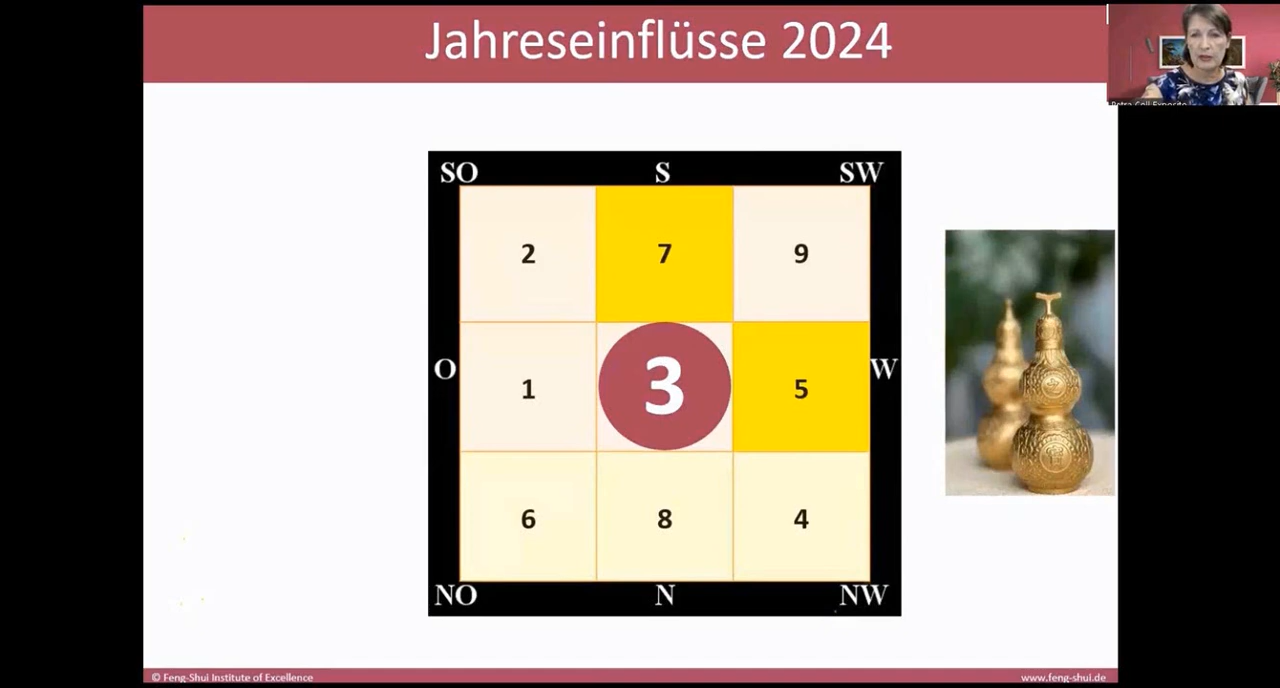 Jahreseinflüsse 2024
SO S SW
2 7 9
O 1 3 5 W
6 8 4
NO N NW
© Feng-Shui Institute of Excellence
www.feng-shui.de